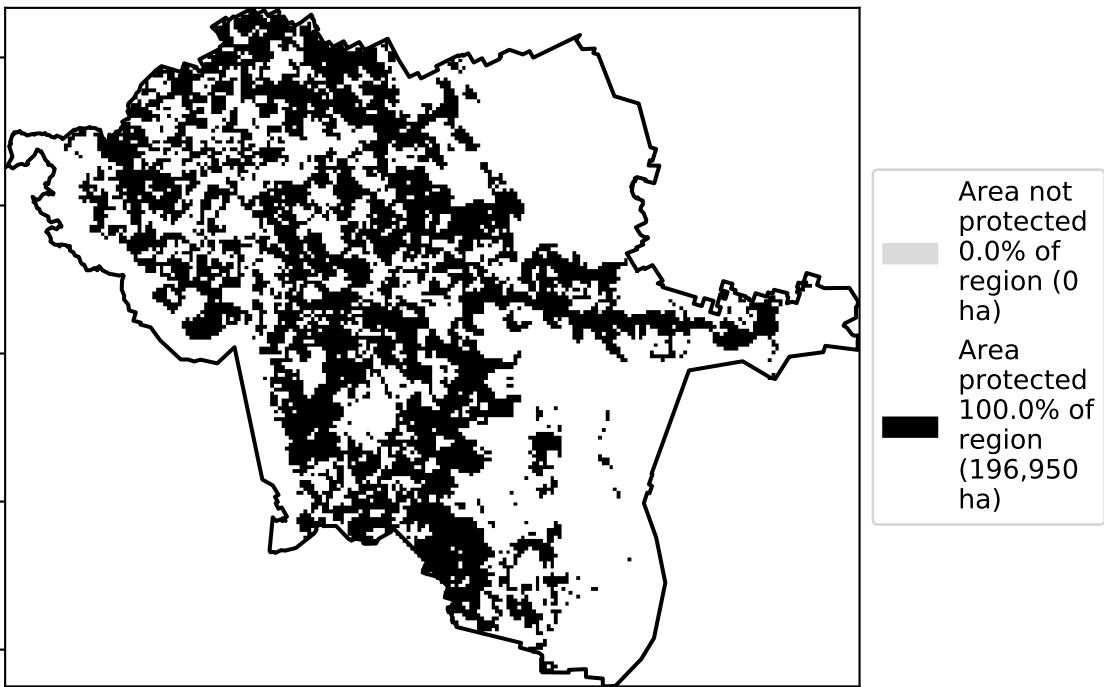 Area not
protected
0.0% of
region (0
ha)
Area
protected
100.0% of
region
(196,950
ha)